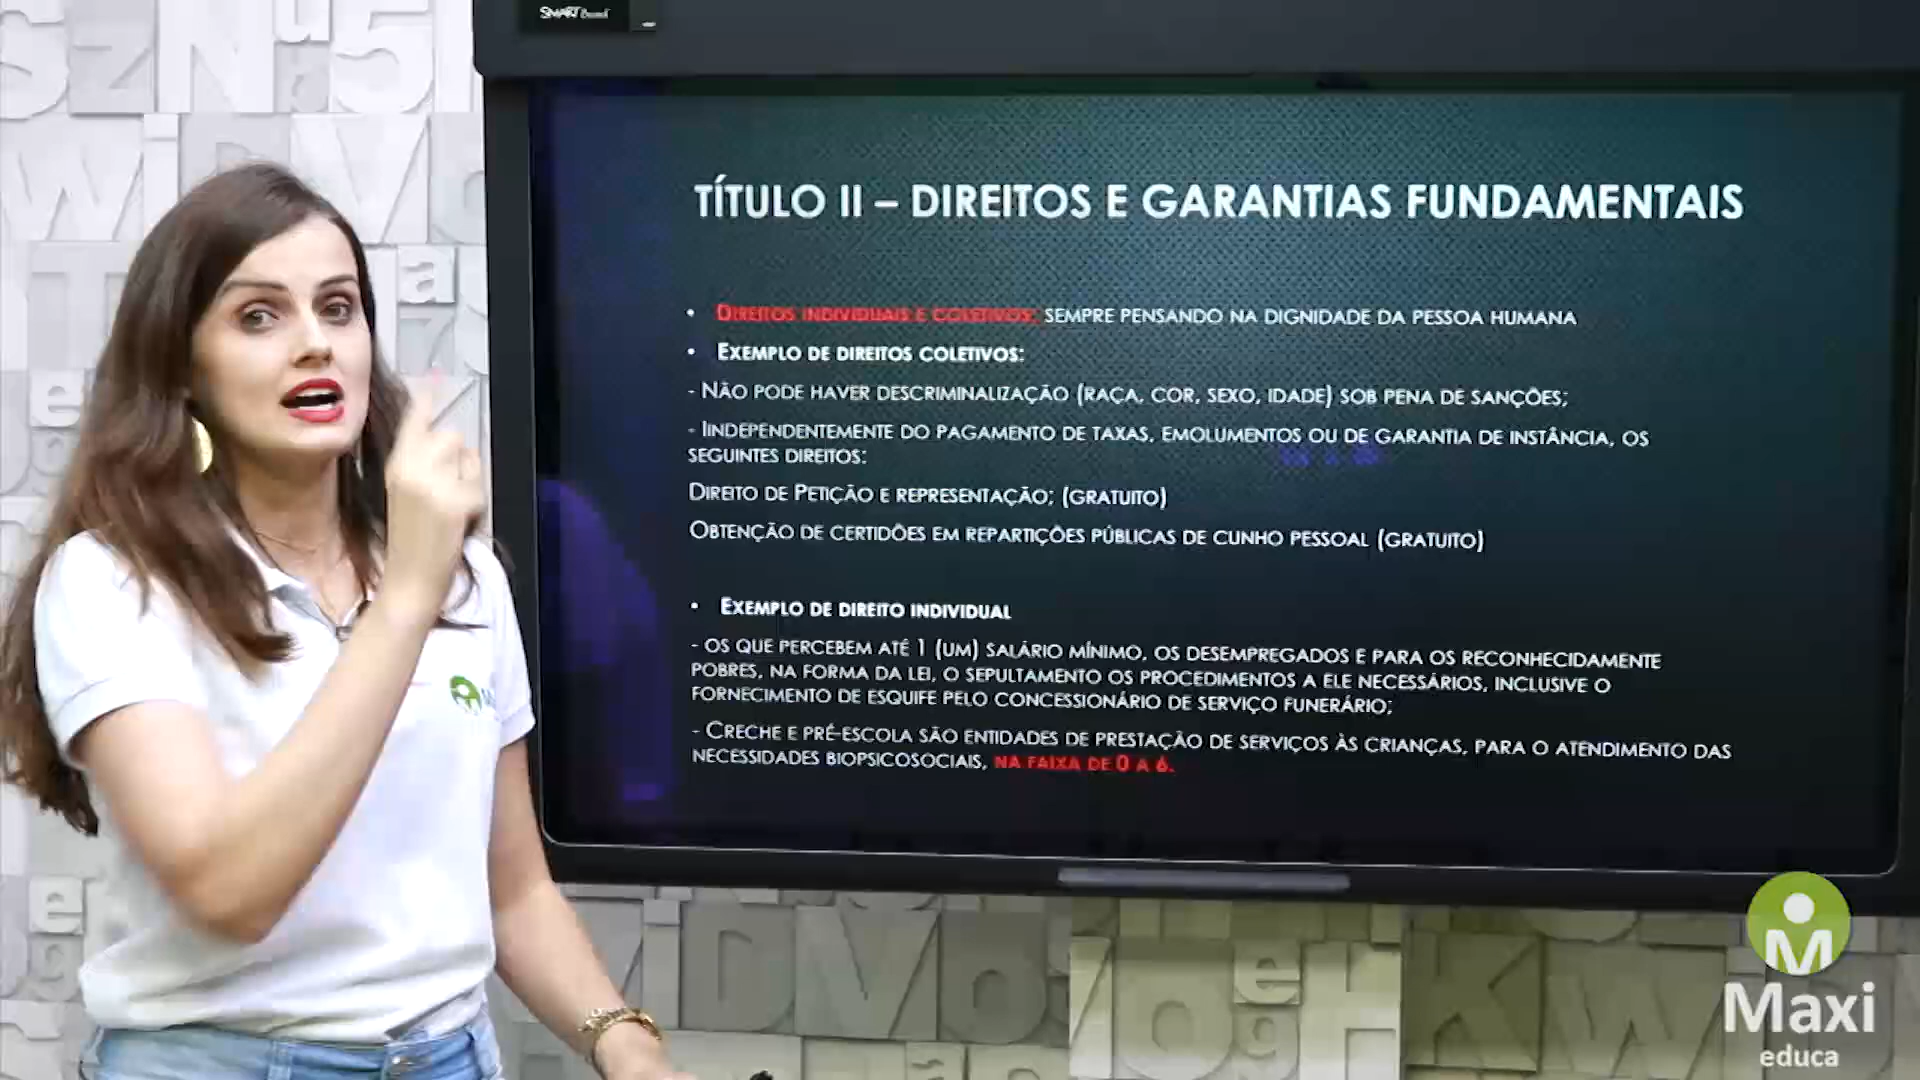 SMART Board
TÍTULO II – DIREITOS E GARANTIAS FUNDAMENTAIS
• DIREITOS INDIVIDUAIS E COLETIVOS: SEMPRE PENSANDO NA DIGNIDADE DA PESSOA HUMANA
• EXEMPLO DE DIREITOS COLETIVOS:
- NÃO PODE HAVER DESCRIMINALIZAÇÃO (RAÇA, COR, SEXO, IDADE) SOB PENA DE SANÇÕES;
- IINDEPENDENTEMENTE DO PAGAMENTO DE TAXAS, EMOLUMENTOS OU DE GARANTIA DE INSTÂNCIA, OS
SEGUINTES DIREITOS:
DIREITO DE PETIÇÃO E REPRESENTAÇÃO; (GRATUITO)
OBTENÇÃO DE CERTIDÕES EM REPARTIÇÕES PÚBLICAS DE CUNHO PESSOAL (GRATUITO)
• EXEMPLO DE DIREITO INDIVIDUAL
- OS QUE PERCEBEM ATÉ 1 (UM) SALÁRIO MÍNIMO, OS DESEMPREGADOS E PARA OS RECONHECIDAMENTE
POBRES, NA FORMA DA LEI, O SEPULTAMENTO OS PROCEDIMENTOS A ELE NECESSÁRIOS, INCLUSIVE O
FORNECIMENTO DE ESQUIFE PELO CONCESSIONÁRIO DE SERVIÇO FUNERÁRIO;
- CRECHE E PRÉ-ESCOLA SÃO ENTIDADES DE PRESTAÇÃO DE SERVIÇOS ÀS CRIANÇAS, PARA O ATENDIMENTO DAS
NECESSIDADES BIOPSICOSOCIAIS, NA FAIXA DE 0 A 6.
Maxi
educa